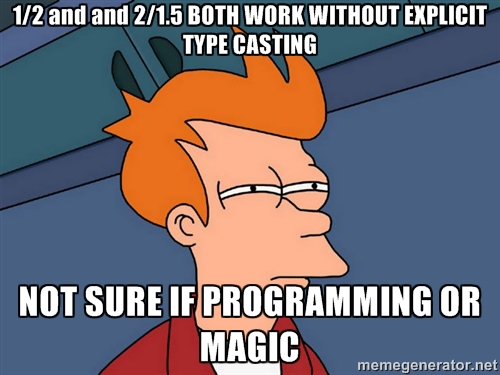 1/2 and and 2/1.5 BOTH WORK WITHOUT EXPLICIT
TYPE CASTING
NOT SURE IF PROGRAMMING OR
MAGIC
memegenerator.net